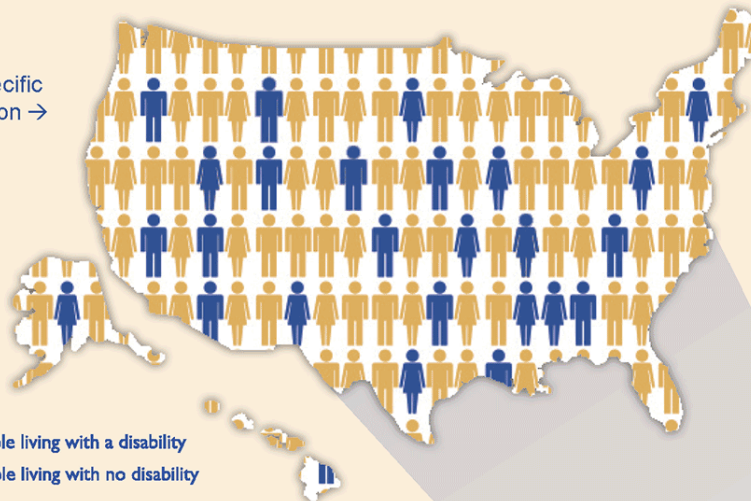 ecific
on →
le living with a disability
le living with no disability